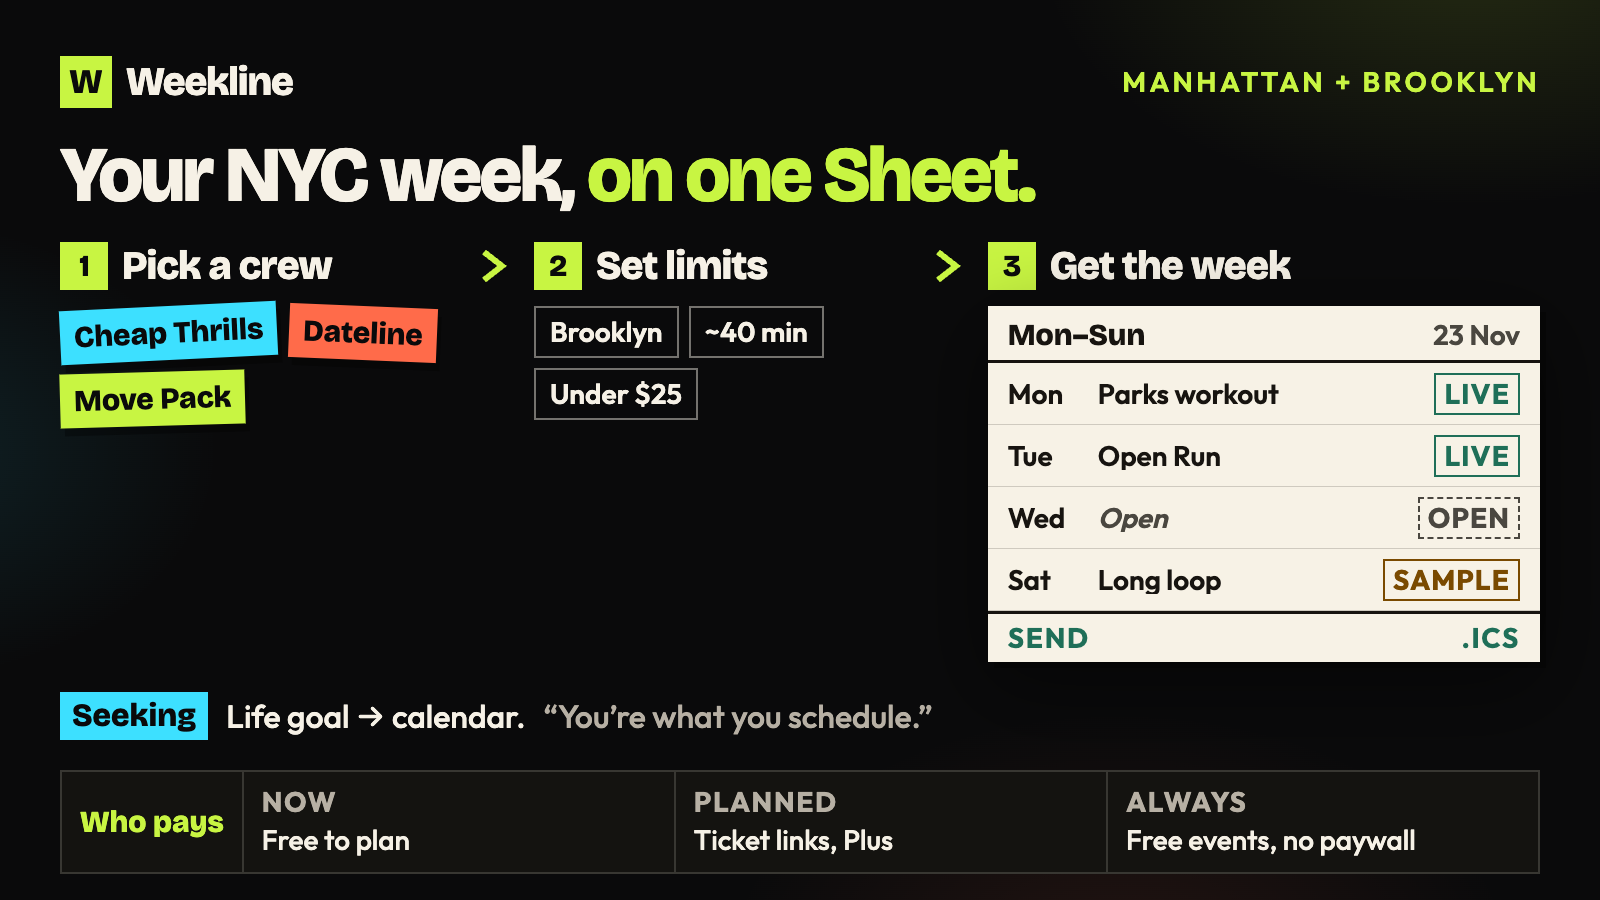 W Weekline
MANHATTAN + BROOKLYN
Your NYC week, on one Sheet.
1 Pick a crew
Cheap Thrills Dateline
Move Pack
2 Set limits
Brooklyn ~40 min
Under $25
3 Get the week
Mon–Sun 23 Nov
Mon Parks workout LIVE
Tue Open Run LIVE
Wed Open OPEN
Sat Long loop SAMPLE
SEND .ICS
Seeking Life goal → calendar. “You’re what you schedule.”
Who pays
NOW
Free to plan
PLANNED
Ticket links, Plus
ALWAYS
Free events, no paywall